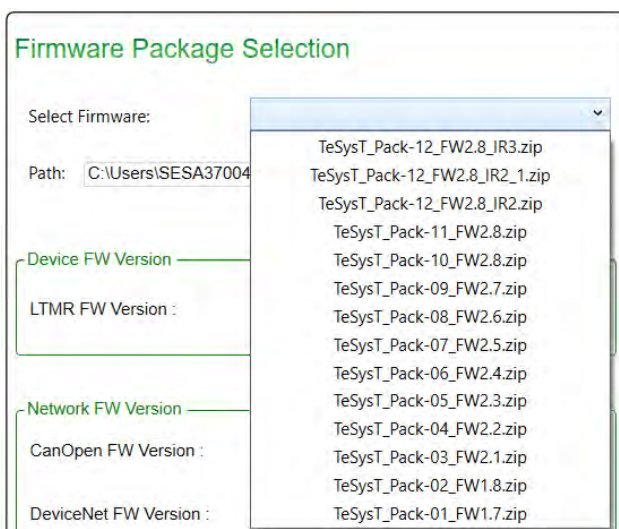 Firmware Package Selection
Select Firmware:
TeSysT_Pack-12_FW2.8_IR3.zip
Path: C:\Users\SESA37004
TeSysT_Pack-12_FW2.8_IR2_1.zip
TeSysT_Pack-12_FW2.8_IR2.zip
TeSysT_Pack-11_FW2.8.zip
Device FW Version
TeSysT_Pack-10_FW2.8.zip
TeSysT_Pack-09_FW2.7.zip
LTMR FW Version :
TeSysT_Pack-08_FW2.6.zip
TeSysT_Pack-07_FW2.5.zip
TeSysT_Pack-06_FW2.4.zip
Network FW Version
TeSysT_Pack-05_FW2.3.zip
TeSysT_Pack-04_FW2.2.zip
CanOpen FW Version :
TeSysT_Pack-03_FW2.1.zip
TeSysT_Pack-02_FW1.8.zip
DeviceNet FW Version :
TeSysT_Pack-01_FW1.7.zip